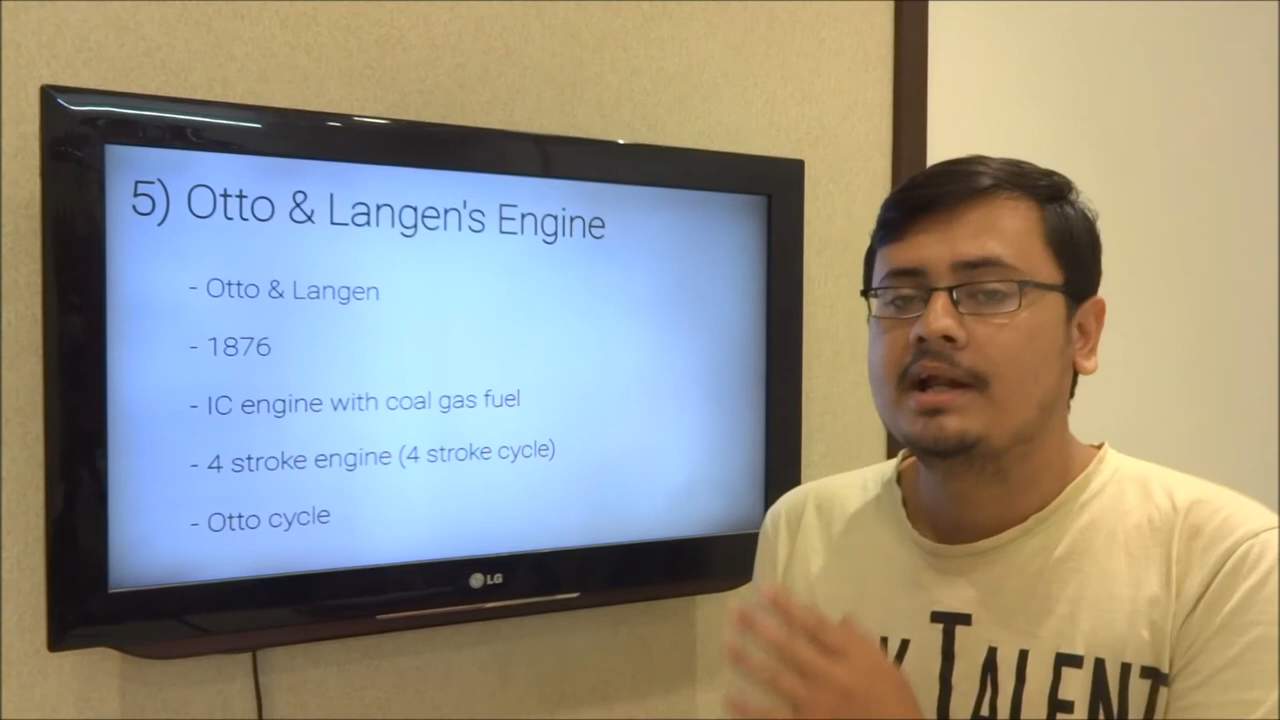 5) Otto & Langen's Engine
- Otto & Langen
- 1876
- IC engine with coal gas fuel
- 4 stroke engine (4 stroke cycle)
- Otto cycle
LG
TALENT